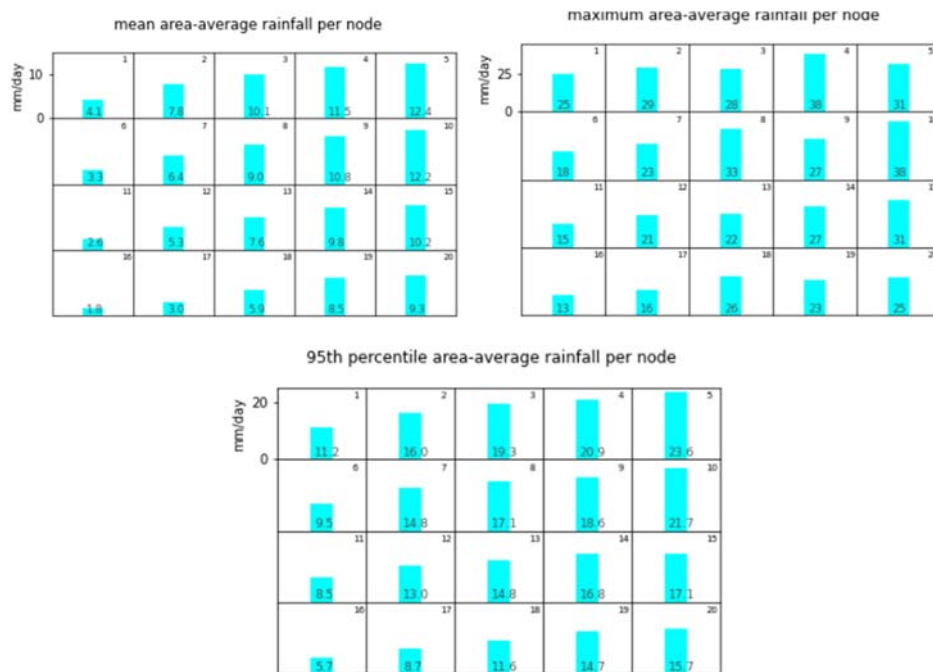 mean area-average rainfall per node
mm/day
10
0
1 2 3 4 5
4.1 7.8 10.1 11.5 12.4
6 7 8 9 10
3.3 6.4 9.0 10.8 12.2
11 12 13 14 15
2.6 5.3 7.6 9.8 10.2
16 17 18 19 20
1.8 3.0 5.9 8.5 9.3
maximum area-average rainfall per node
mm/day
25
0
1 2 3 4 5
25 29 28 38 31
6 7 8 9
18 23 33 27 38
11 12 13 14
15 21 22 27 31
16 17 18 19
13 16 26 23 25
95th percentile area-average rainfall per node
mm/day
20
0
1 2 3 4 5
11.2 16.0 19.3 20.9 23.6
6 7 8 9 10
9.5 14.8 17.1 18.6 21.7
11 12 13 14 15
8.5 13.0 14.8 16.8 17.1
16 17 18 19 20
5.7 8.7 11.6 14.7 15.7